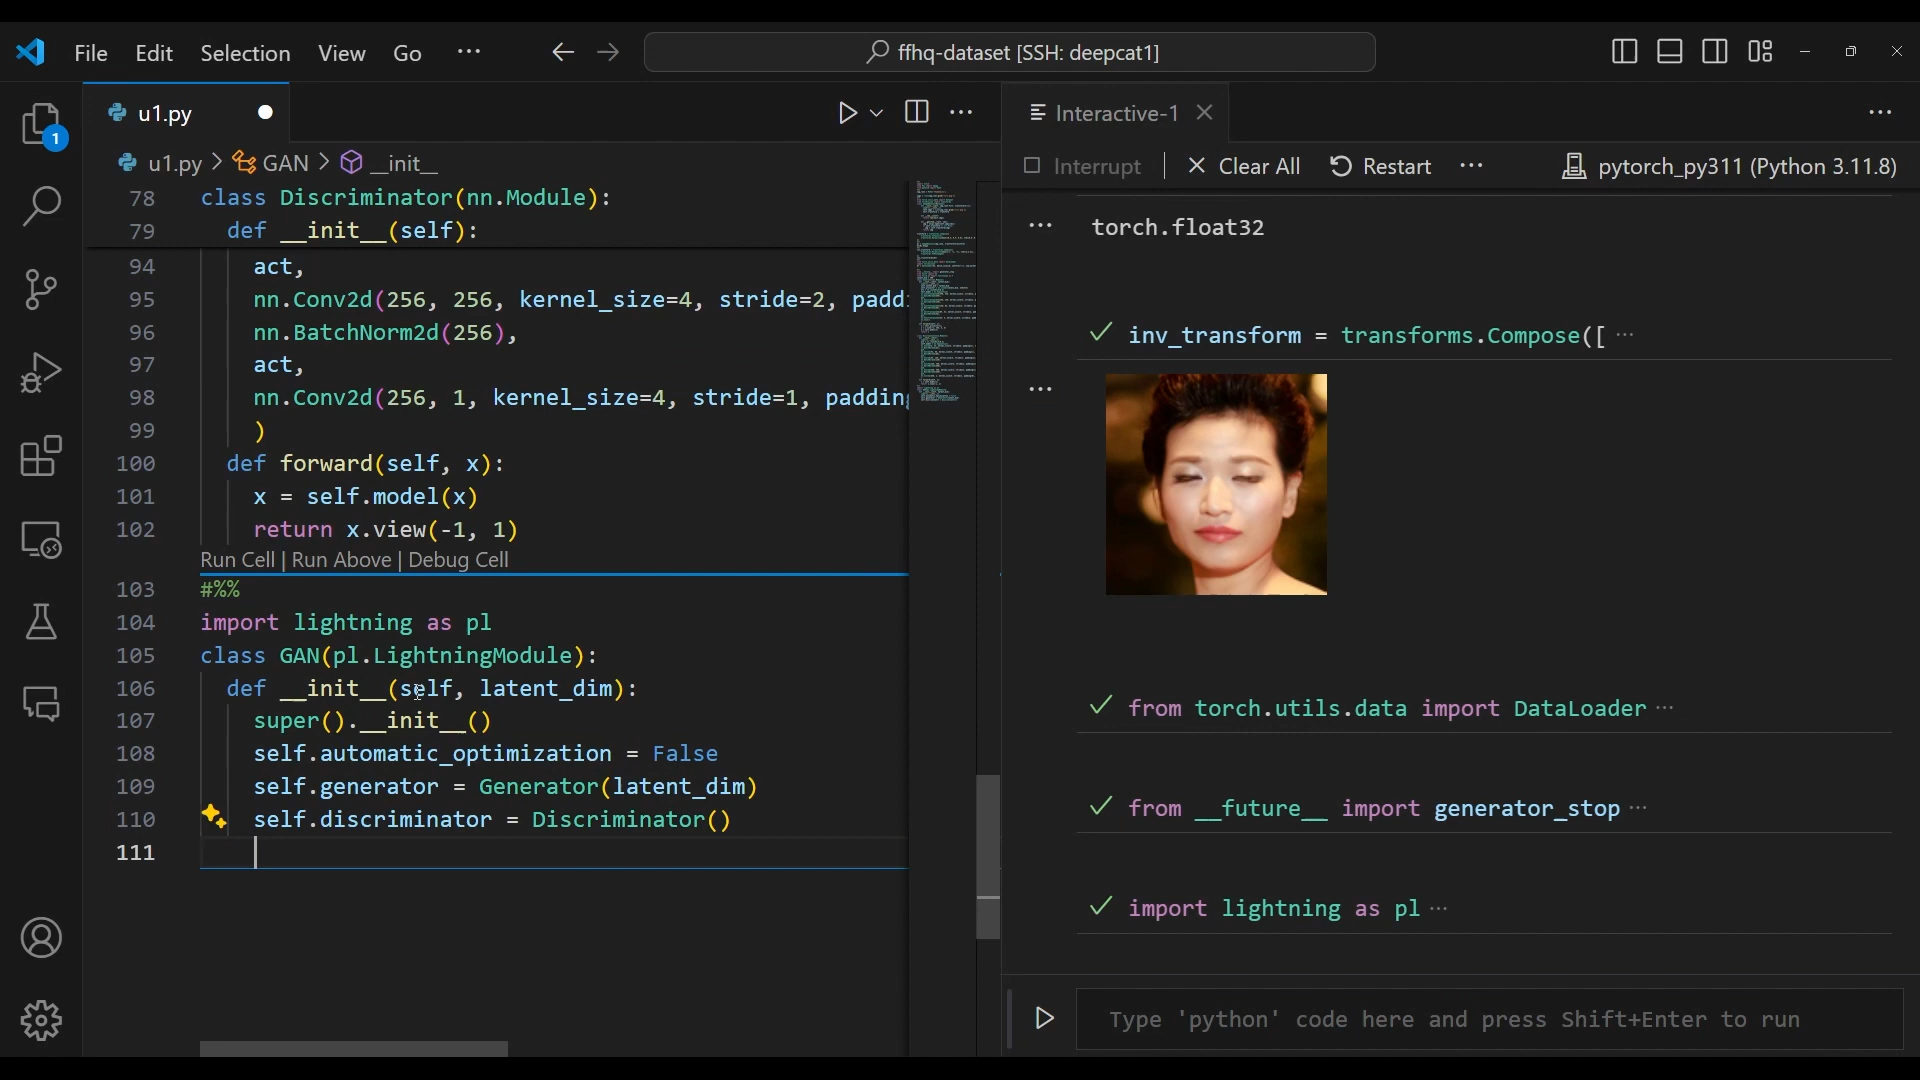 File Edit Selection View Go ··· ffhq-dataset [SSH: deepcat1]
u1.py
Interactive-1
1
u1.py > GAN > __init__
Interrupt | Clear All Restart ··· pytorch_py311 (Python 3.11.8)
78 class Discriminator(nn.Module):
79 def __init__(self):
94 act,
95 nn.Conv2d(256, 256, kernel_size=4, stride=2, padd
96 nn.BatchNorm2d(256),
97 act,
98 nn.Conv2d(256, 1, kernel_size=4, stride=1, padding
99 )
100 def forward(self, x):
101 x = self.model(x)
102 return x.view(-1, 1)
Run Cell | Run Above | Debug Cell
103 #%%
104 import lightning as pl
105 class GAN(pl.LightningModule):
106 def __init__(self, latent_dim):
107 super().__init__()
108 self.automatic_optimization = False
109 self.generator = Generator(latent_dim)
110 self.discriminator = Discriminator()
111
··· torch.float32
inv_transform = transforms.Compose([ ···
···
from torch.utils.data import DataLoader ···
from __future__ import generator_stop ···
import lightning as pl ···
Type 'python' code here and press Shift+Enter to run